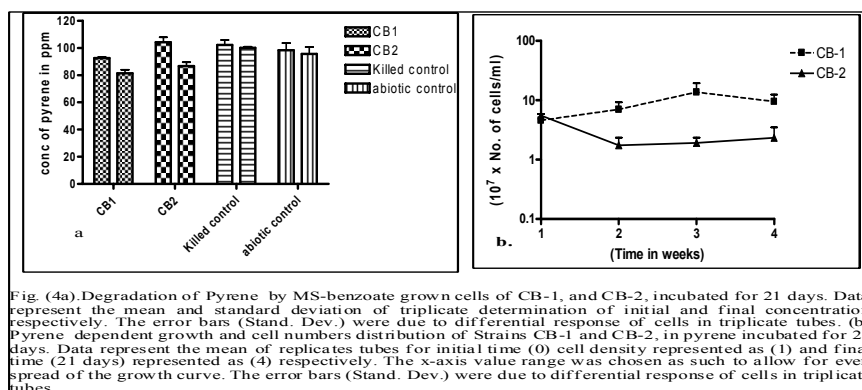 120
100
80
60
40
20
0
conc of pyrene in ppm
CB1
CB2
Killed control
abiotic control
CB1
CB2
Killed control
abiotic control
a
100
10
1
0.1
(10⁷ x No. of cells/ml)
CB-1
CB-2
1 2 3 4
(Time in weeks)
b.
Fig. (4a).Degradation of Pyrene by MS-benzoate grown cells of CB-1, and CB-2, incubated for 21 days. Data
represent the mean and standard deviation of triplicate determination of initial and final concentration
respectively. The error bars (Stand. Dev.) were due to differential response of cells in triplicate tubes. (b)
Pyrene dependent growth and cell numbers distribution of Strains CB-1 and CB-2, in pyrene incubated for 2
days. Data represent the mean of replicates tubes for initial time (0) cell density represented as (1) and fin
time (21 days) represented as (4) respectively. The x-axis value range was chosen as such to allow for eve
spread of the growth curve. The error bars (Stand. Dev.) were due to differential response of cells in triplicat
tubes